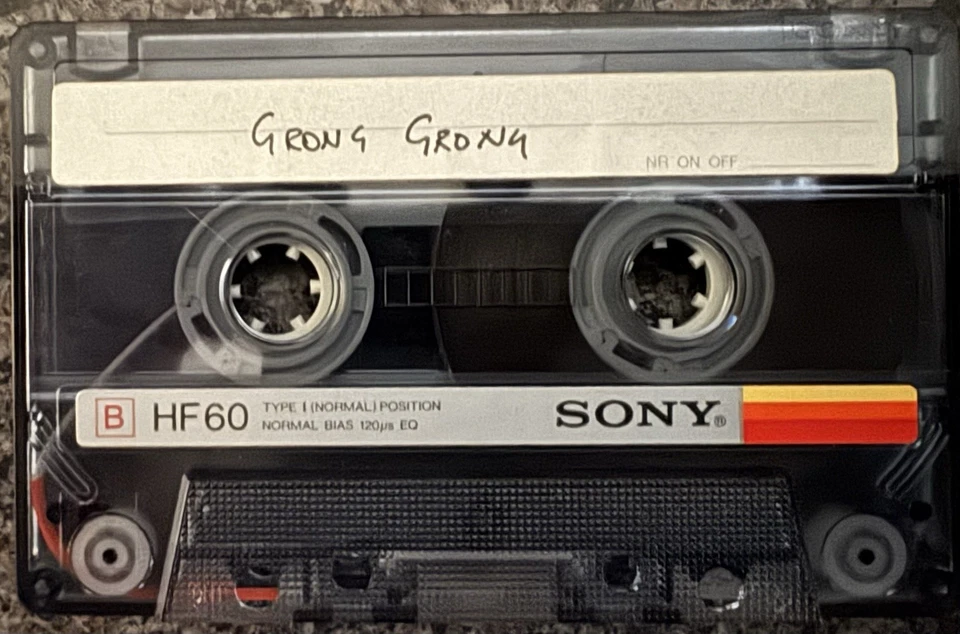 GRONG GRONG
NR ON OFF
B HF60 TYPE I (NORMAL) POSITION
NORMAL BIAS 120µs EQ
SONY®